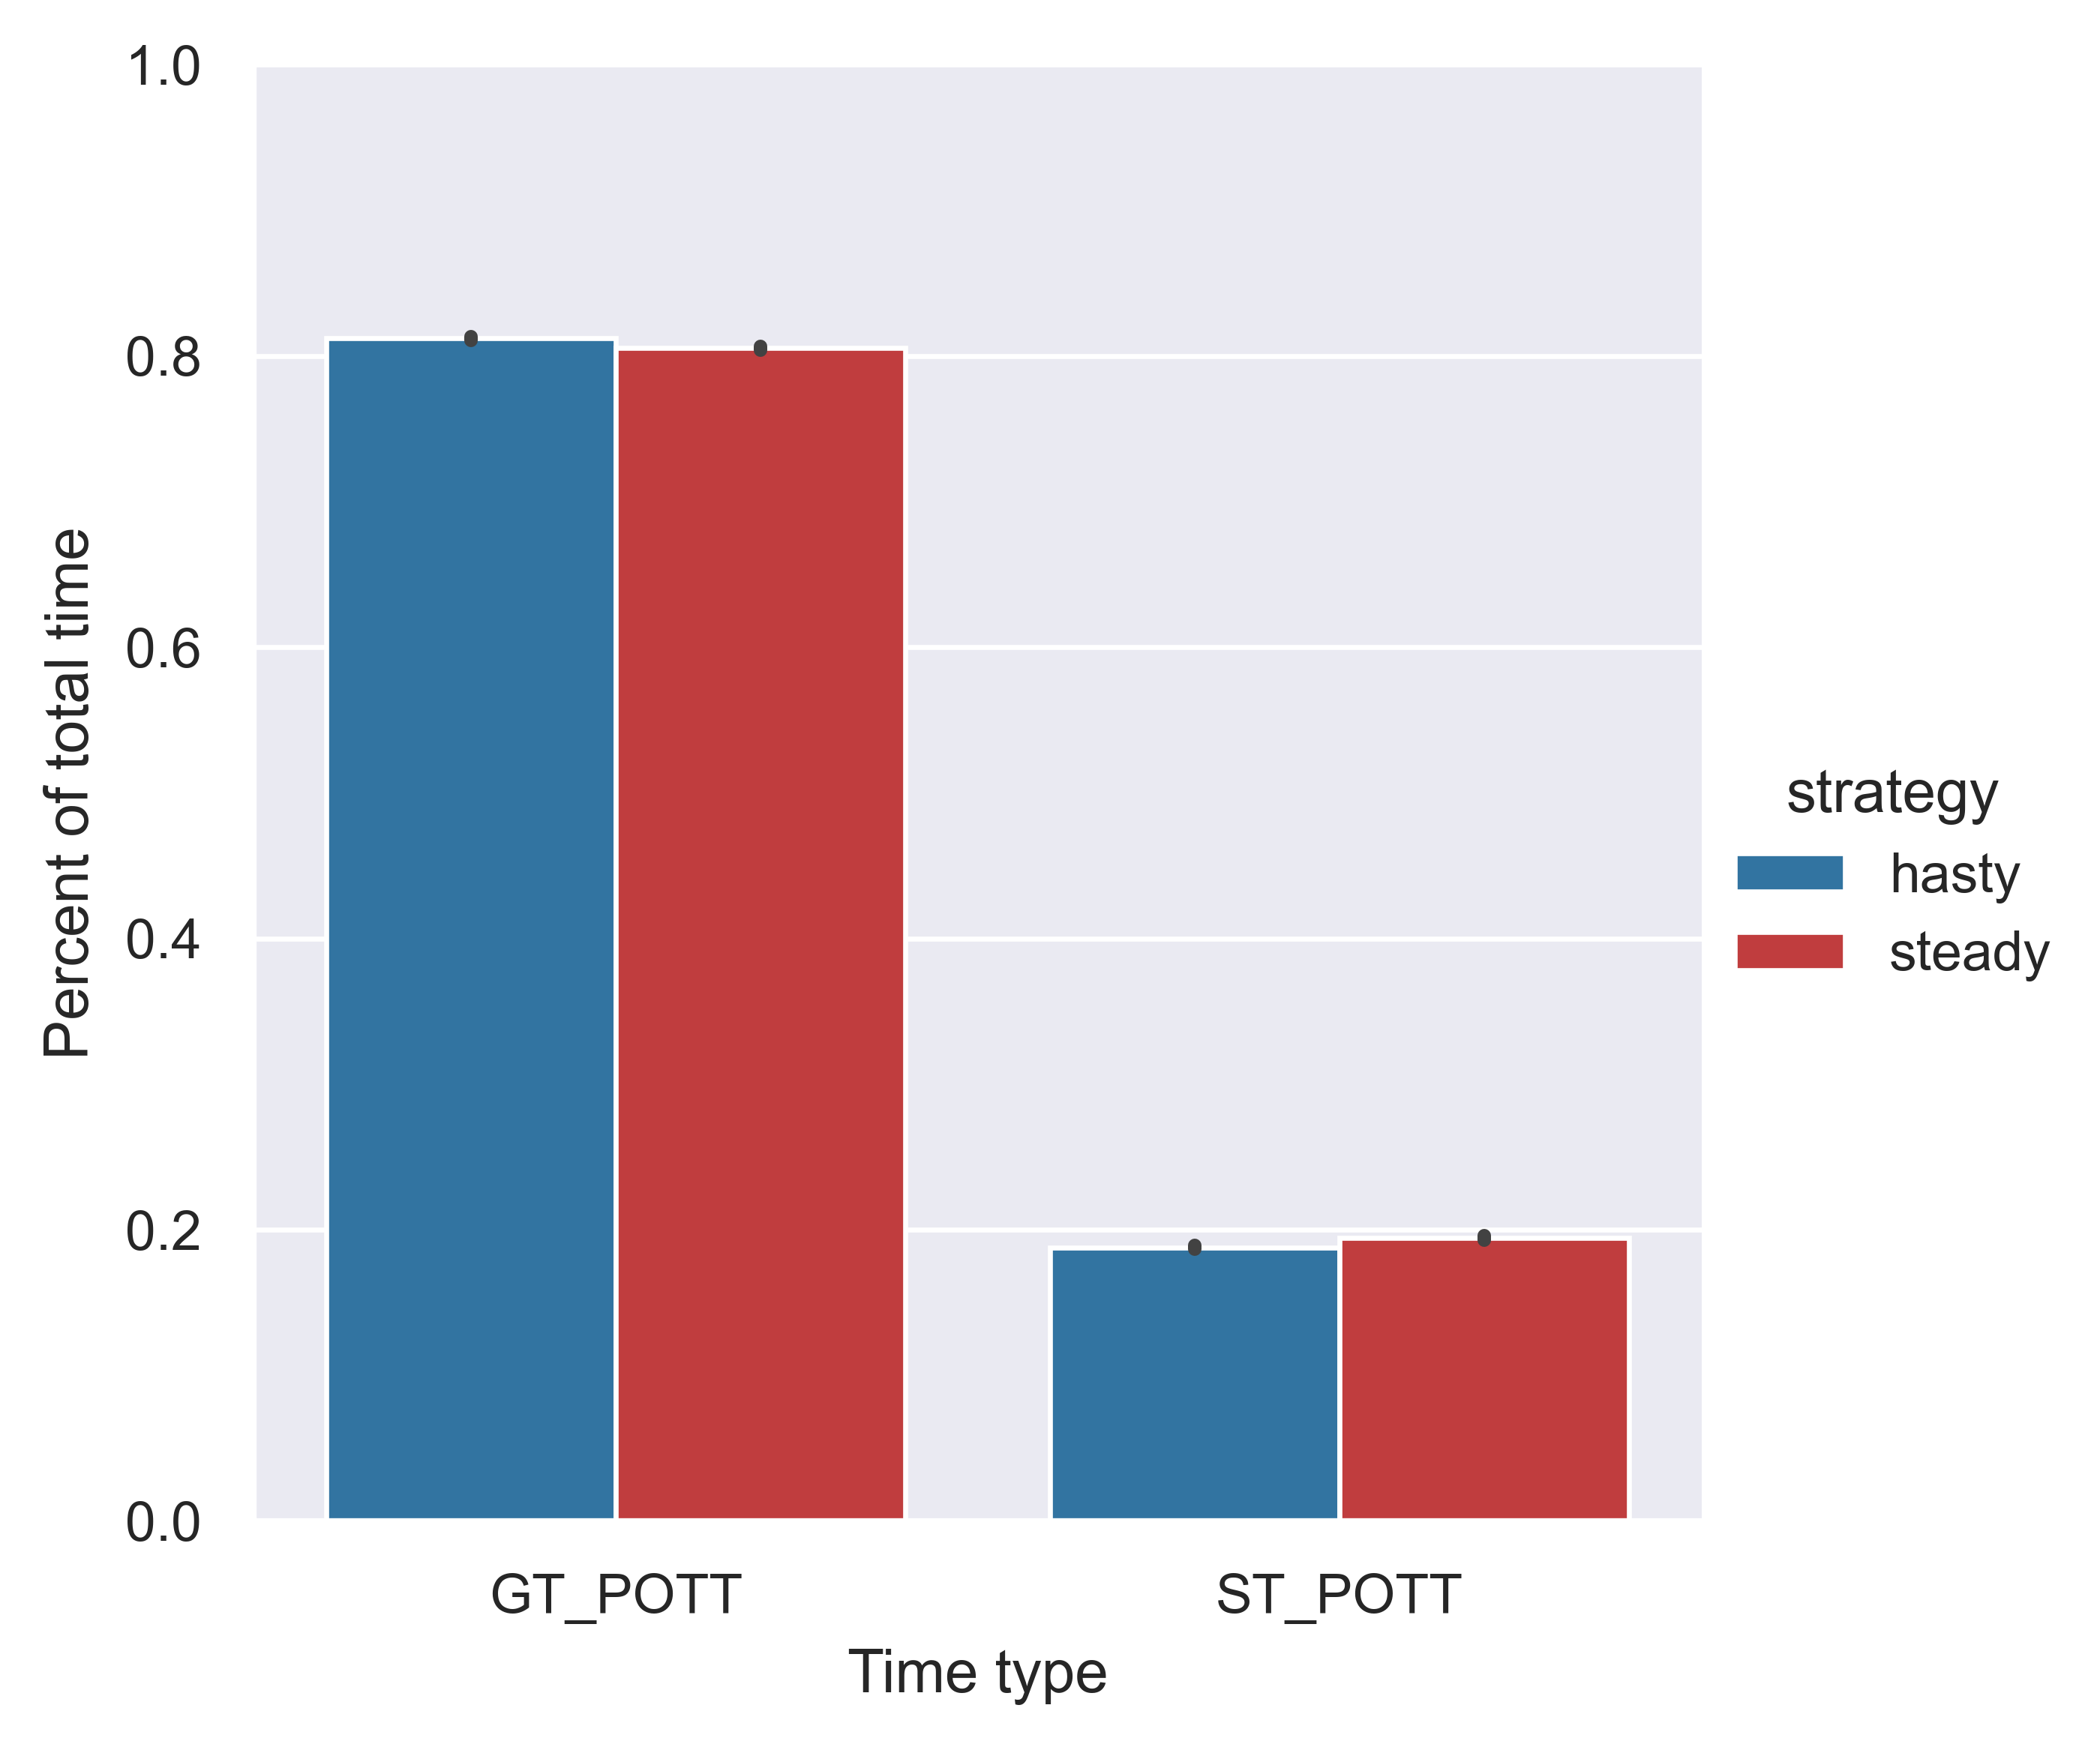 1.0
0.8
0.6
0.4
0.2
0.0
Percent of total time
GT_POTT
ST_POTT
Time type
strategy
hasty
steady